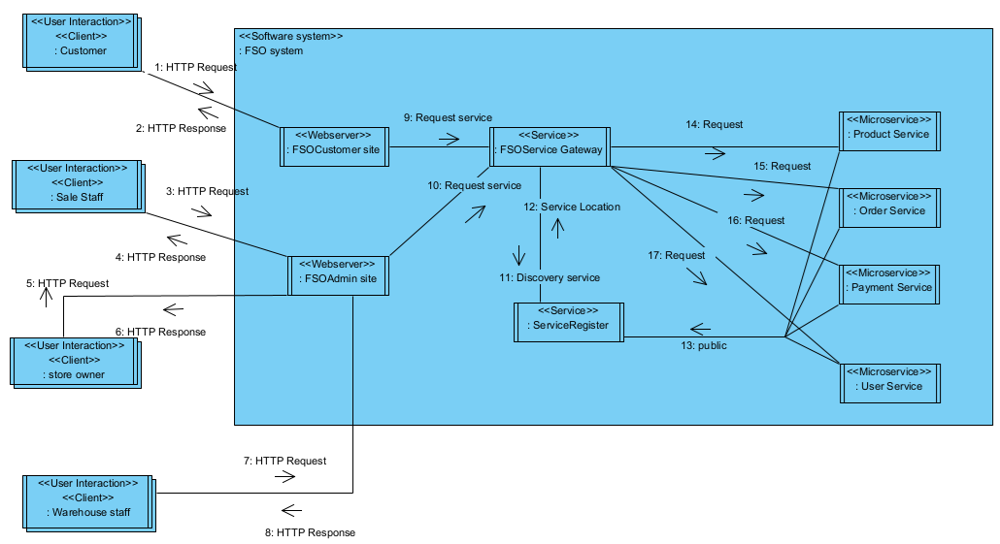 <<User Interaction>>
<<Client>>
: Customer
<<Software system>>
: FSO system
1: HTTP Request
2: HTTP Response
<<Webserver>>
: FSOCustomer site
9: Request service
<<Service>>
: FSOService Gateway
14: Request
<<Microservice>>
: Product Service
15: Request
<<User Interaction>>
<<Client>>
: Sale Staff
3: HTTP Request
4: HTTP Response
10: Request service
12: Service Location
16: Request
<<Microservice>>
: Order Service
17: Request
<<Webserver>>
: FSOAdmin site
11: Discovery service
<<Microservice>>
: Payment Service
5: HTTP Request
6: HTTP Response
<<Service>>
: ServiceRegister
13: public
<<User Interaction>>
<<Client>>
: store owner
<<Microservice>>
: User Service
7: HTTP Request
<<User Interaction>>
<<Client>>
: Warehouse staff
8: HTTP Response